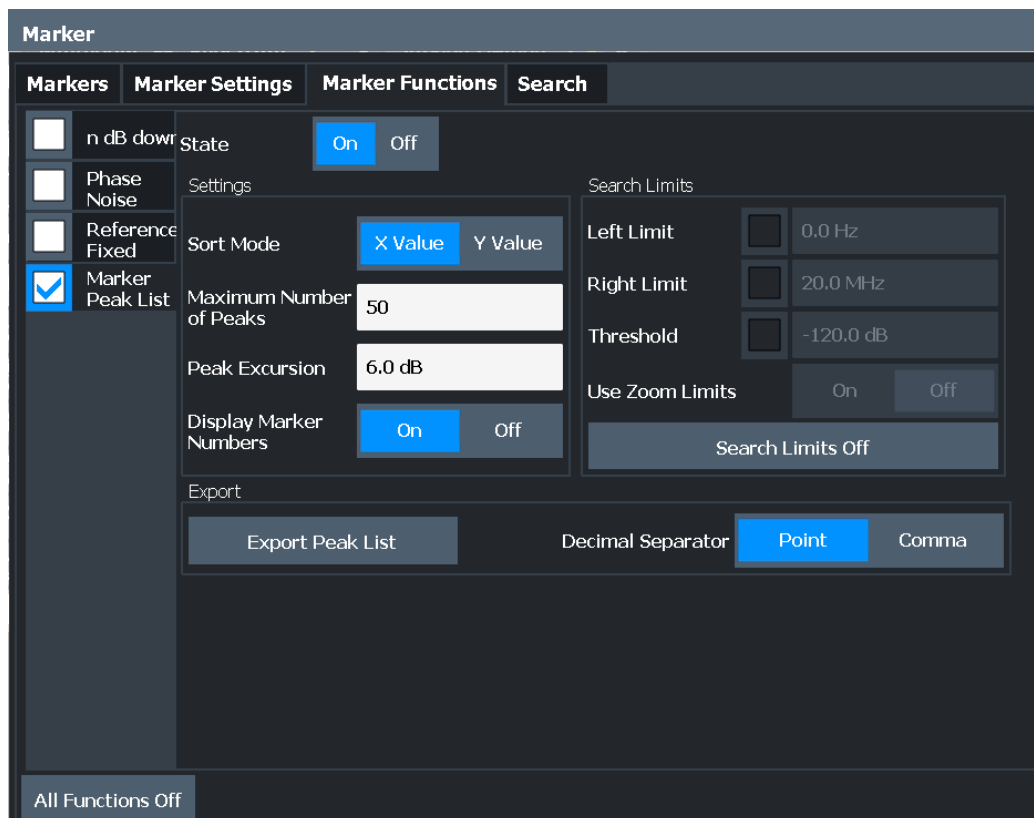 Marker
Markers Marker Settings Marker Functions Search
n dB down
Phase
Noise
Reference
Fixed
Marker
Peak List
State On Off
Settings
Sort Mode X Value Y Value
Maximum Number
of Peaks
50
Peak Excursion 6.0 dB
Display Marker
Numbers
On Off
Search Limits
Left Limit 0.0 Hz
Right Limit 20.0 MHz
Threshold -120.0 dB
Use Zoom Limits On Off
Search Limits Off
Export
Export Peak List Decimal Separator Point Comma
All Functions Off